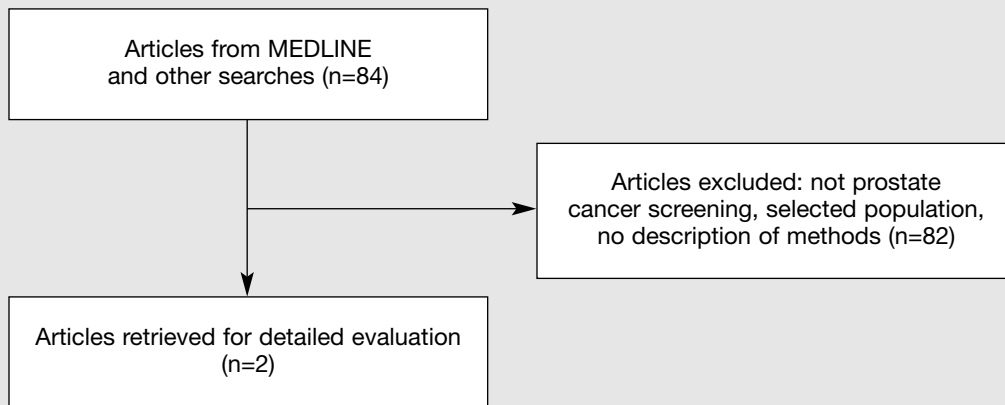 Articles from MEDLINE
and other searches (n=84)
Articles excluded: not prostate
cancer screening, selected population,
no description of methods (n=82)
Articles retrieved for detailed evaluation
(n=2)